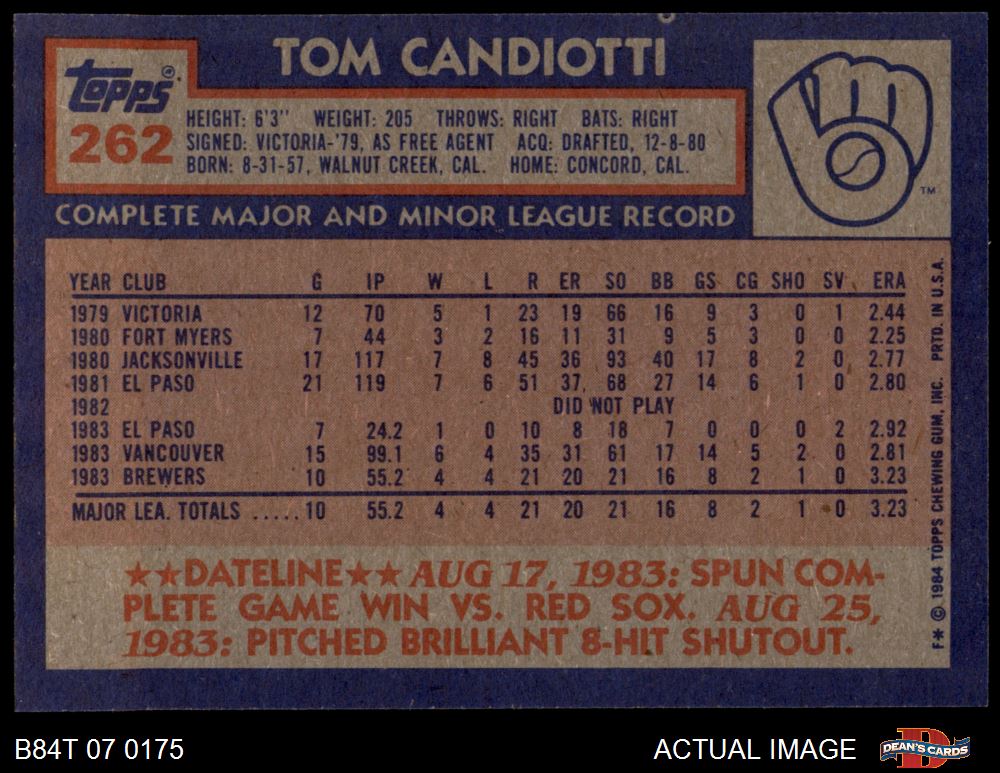 TOM CANDIOTTI
topps®
262
HEIGHT: 6'3" WEIGHT: 205 THROWS: RIGHT BATS: RIGHT
SIGNED: VICTORIA-'79, AS FREE AGENT ACQ: DRAFTED, 12-8-80
BORN: 8-31-57, WALNUT CREEK, CAL. HOME: CONCORD, CAL.
TM
COMPLETE MAJOR AND MINOR LEAGUE RECORD
YEAR CLUB G IP W L R ER SO BB GS CG SHO SV ERA
1979 VICTORIA 12 70 5 1 23 19 66 16 9 3 0 1 2.44
1980 FORT MYERS 7 44 3 2 16 11 31 9 5 3 0 0 2.25
1980 JACKSONVILLE 17 117 7 8 45 36 93 40 17 8 2 0 2.77
1981 EL PASO 21 119 7 6 51 37 68 27 14 6 1 0 2.80
1982 DID NOT PLAY
1983 EL PASO 7 24.2 1 0 10 8 18 7 0 0 0 2 2.92
1983 VANCOUVER 15 99.1 6 4 35 31 61 17 14 5 2 0 2.81
1983 BREWERS 10 55.2 4 4 21 20 21 16 8 2 1 0 3.23
MAJOR LEA. TOTALS .....10 55.2 4 4 21 20 21 16 8 2 1 0 3.23
★★DATELINE★★ AUG 17, 1983: SPUN COM-
PLETE GAME WIN VS. RED SOX. AUG 25,
1983: PITCHED BRILLIANT 8-HIT SHUTOUT.
F* © 1984 TOPPS CHEWING GUM, INC. PRTD. IN U.S.A.
B84T 07 0175
ACTUAL IMAGE
DEAN'S CARDS